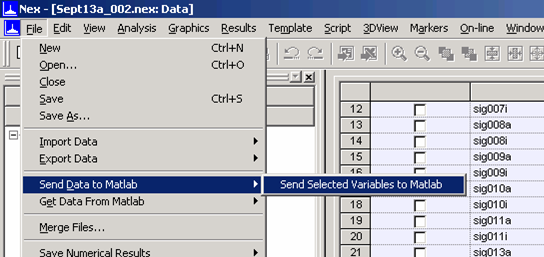 Nex - [Sept13a_002.nex: Data]
File Edit View Analysis Graphics Results Template Script 3DView Markers On-line Window
New Ctrl+N
Open... Ctrl+O
Close
Save Ctrl+S
Save As...
Import Data
Export Data
Send Data to Matlab
Send Selected Variables to Matlab
Get Data From Matlab
Merge Files...
Save Numerical Results
12 sig007i
13 sig008a
14 sig008i
15 sig009a
16 sig009i
sig010a
18 sig010i
19 sig011a
20 sig011i
21 sig013a